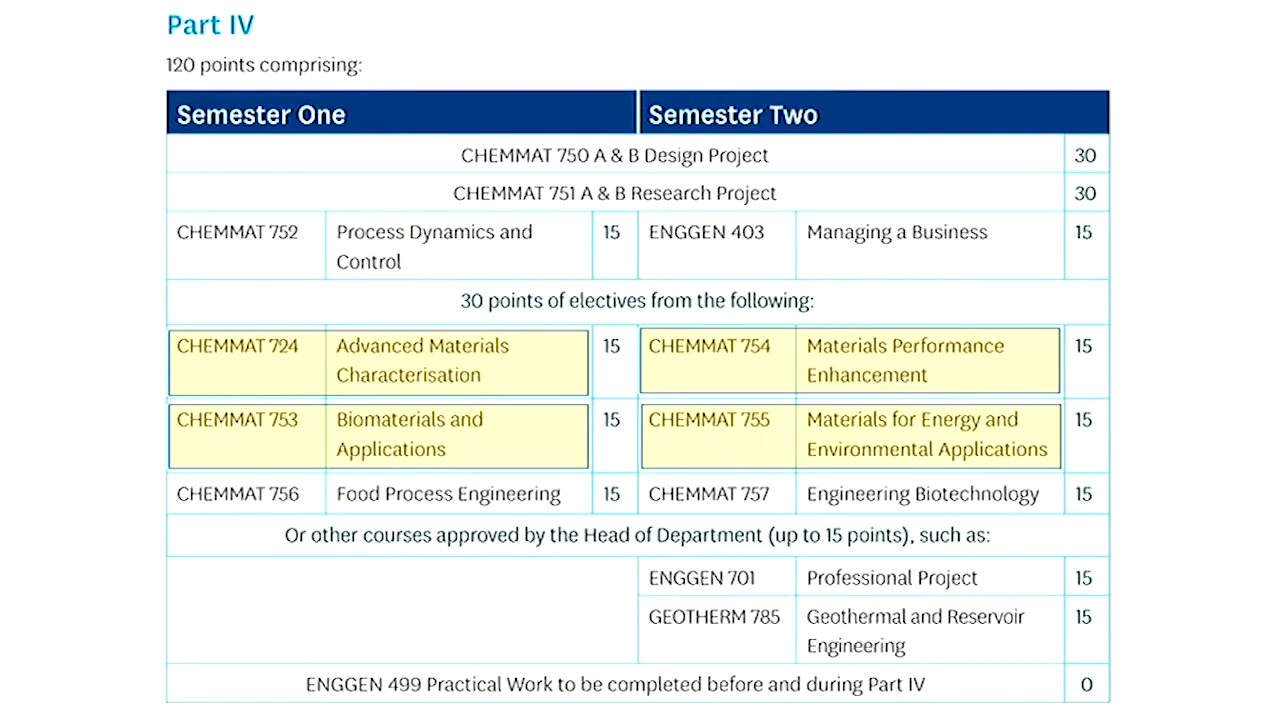 Part IV
120 points comprising:
Semester One Semester Two
CHEMMAT 750 A & B Design Project 30
CHEMMAT 751 A & B Research Project 30
CHEMMAT 752 Process Dynamics and Control 15 ENGGEN 403 Managing a Business 15
30 points of electives from the following:
CHEMMAT 724 Advanced Materials Characterisation 15 CHEMMAT 754 Materials Performance Enhancement 15
CHEMMAT 753 Biomaterials and Applications 15 CHEMMAT 755 Materials for Energy and Environmental Applications 15
CHEMMAT 756 Food Process Engineering 15 CHEMMAT 757 Engineering Biotechnology 15
Or other courses approved by the Head of Department (up to 15 points), such as:
ENGGEN 701 Professional Project 15
GEOTHERM 785 Geothermal and Reservoir Engineering 15
ENGGEN 499 Practical Work to be completed before and during Part IV 0